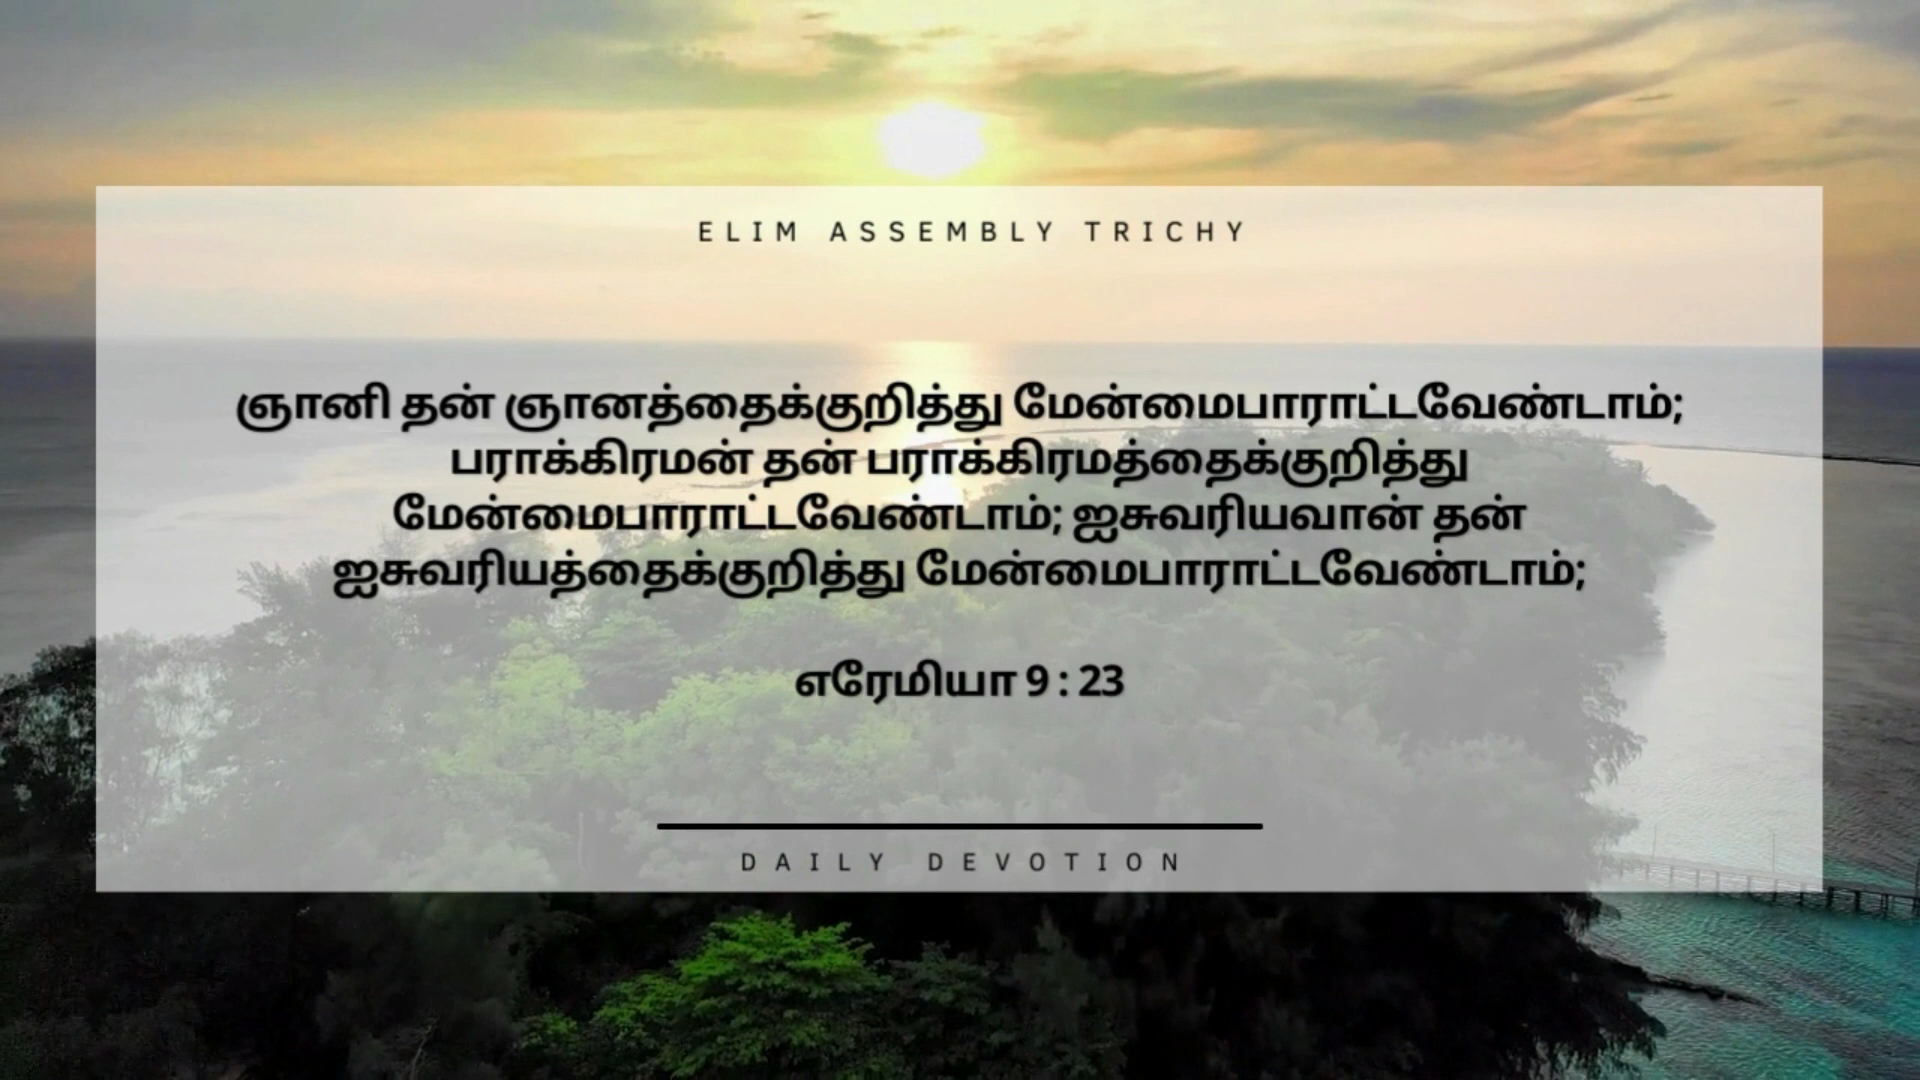 ELIM ASSEMBLY TRICHY
ஞானி தன் ஞானத்தைக்குறித்து மேன்மைபாராட்டவேண்டாம்;
பராக்கிரமன் தன் பராக்கிரமத்தைக்குறித்து
மேன்மைபாராட்டவேண்டாம்; ஐசுவரியவான் தன்
ஐசுவரியத்தைக்குறித்து மேன்மைபாராட்டவேண்டாம்;
எரேமியா 9 : 23
DAILY DEVOTION